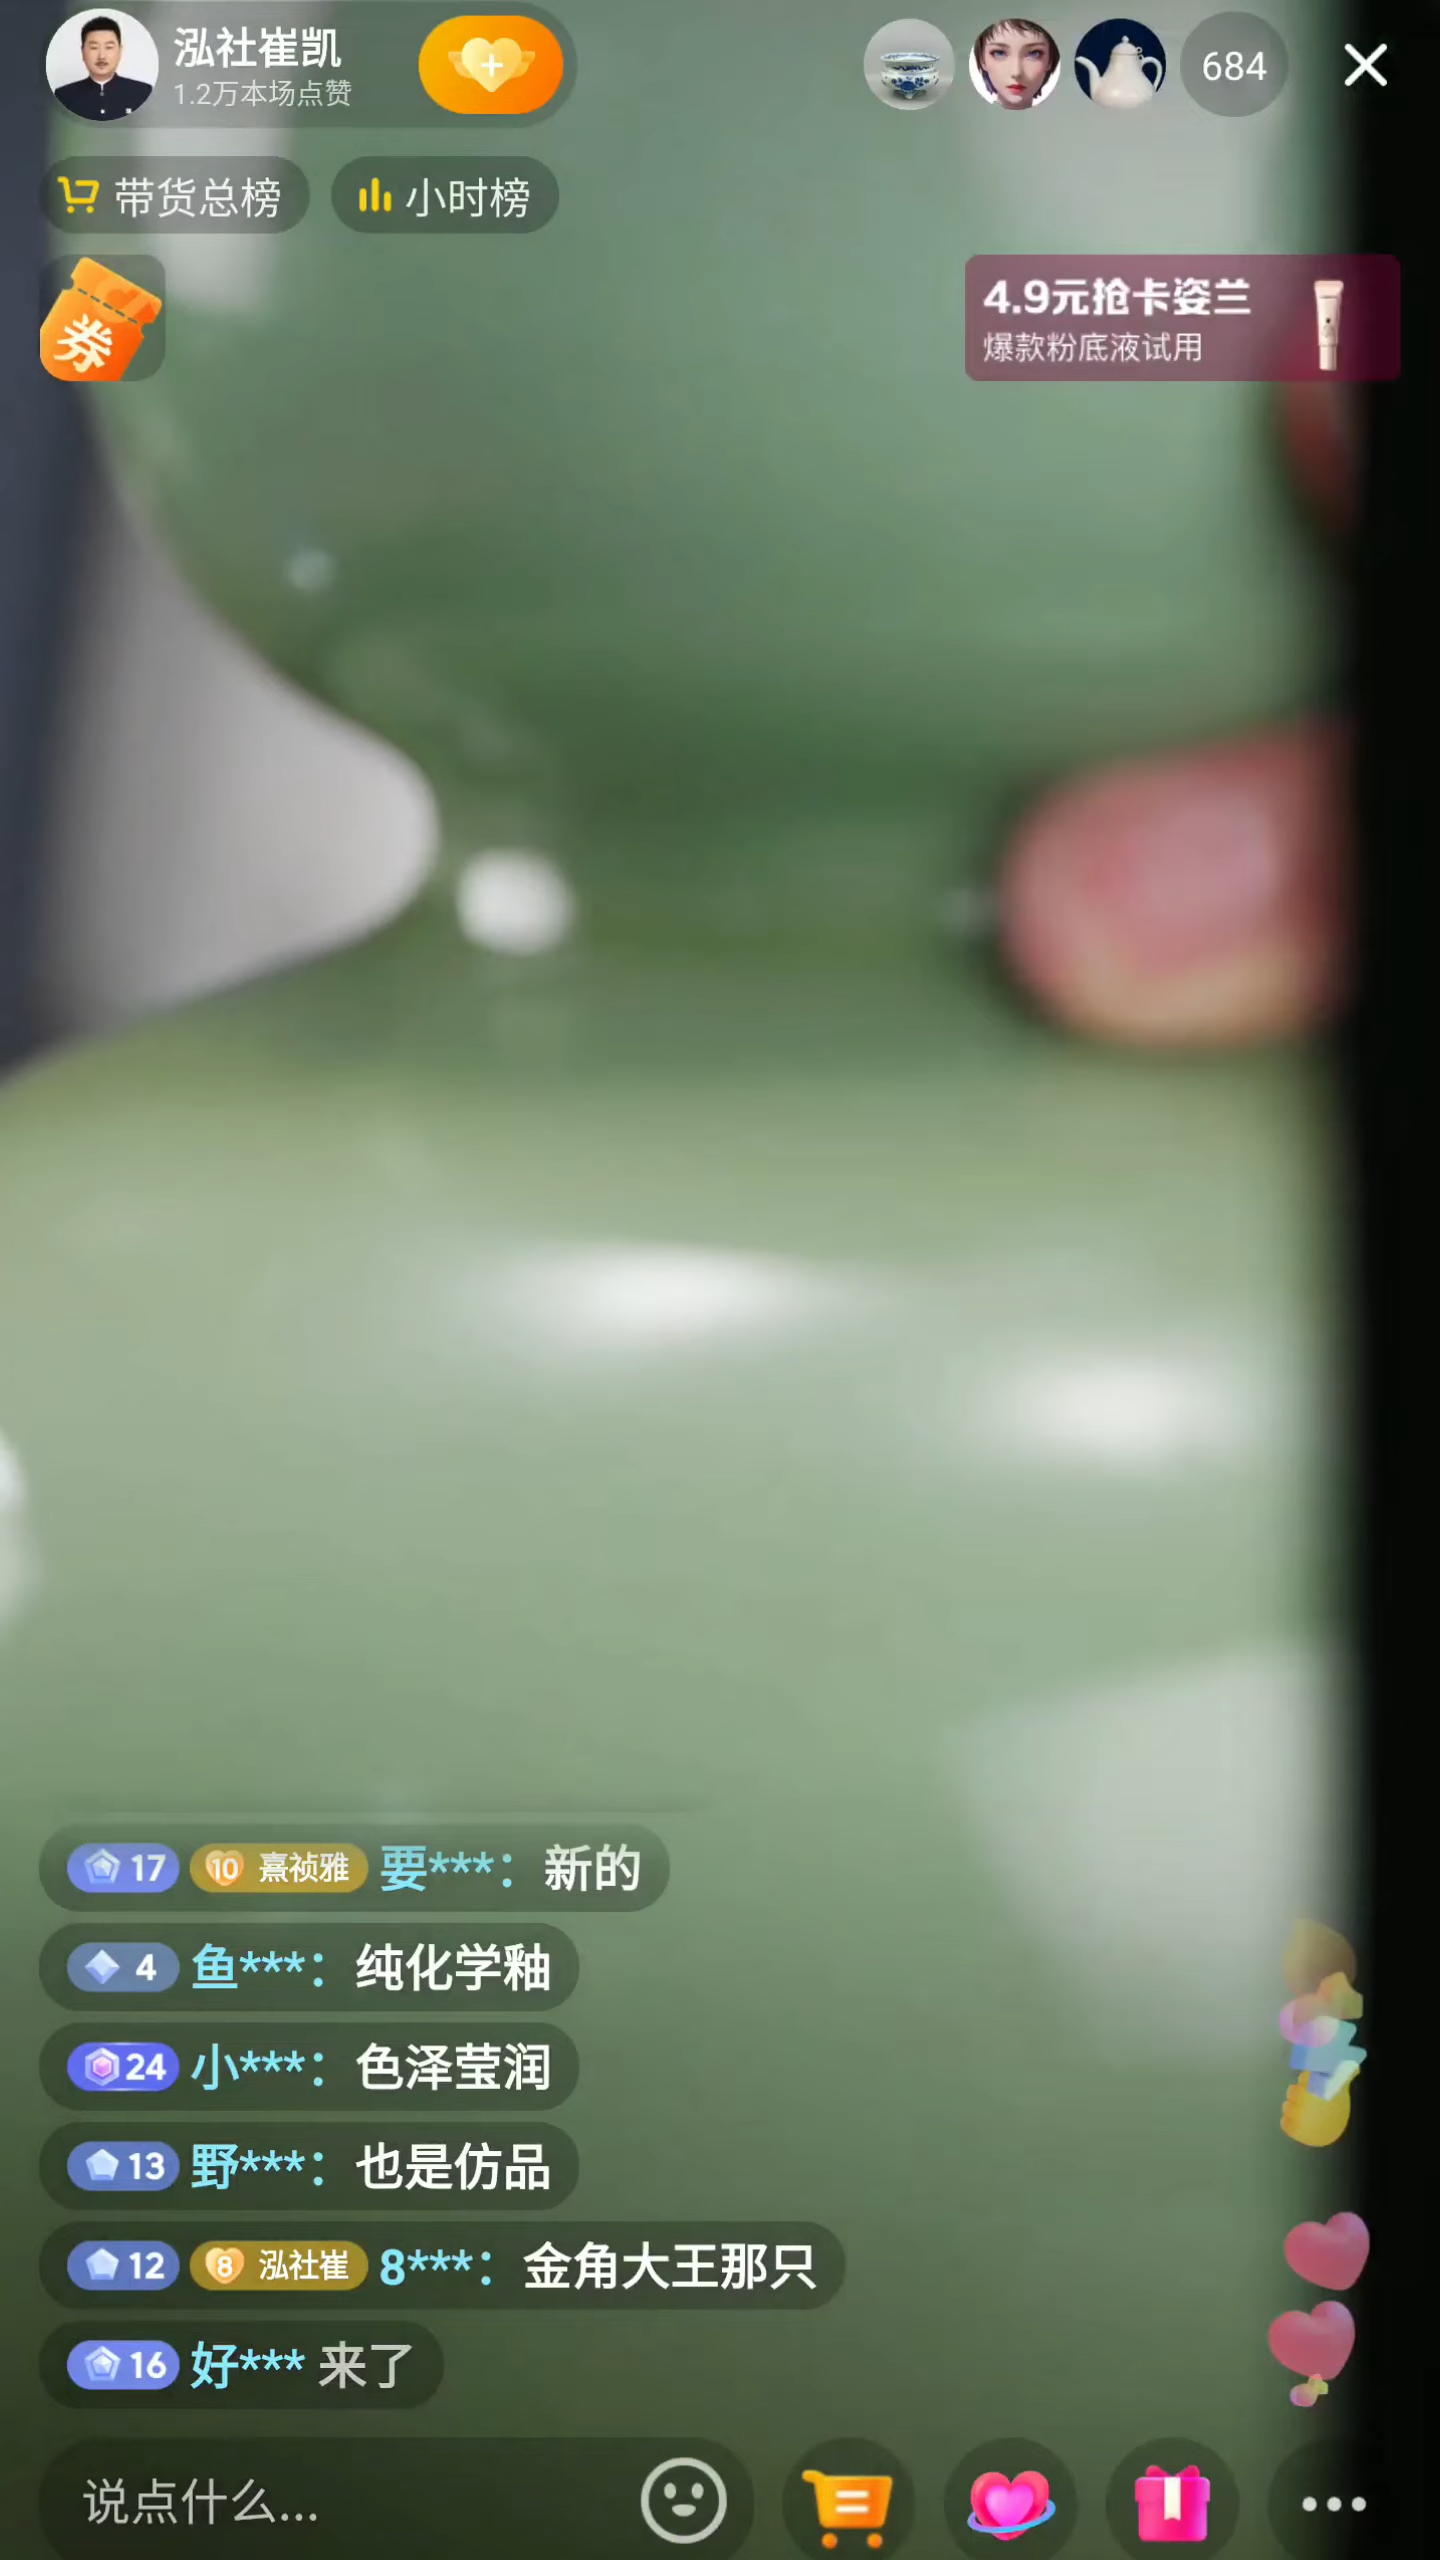 泓社崔凯
1.2万本场点赞
684
带货总榜
小时榜
券
4.9元抢卡姿兰
爆款粉底液试用
17 10 熹祯雅 要***：新的
4 鱼***：纯化学釉
24 小***：色泽莹润
13 野***：也是仿品
12 8 泓社崔 8***：金角大王那只
16 好*** 来了
说点什么...